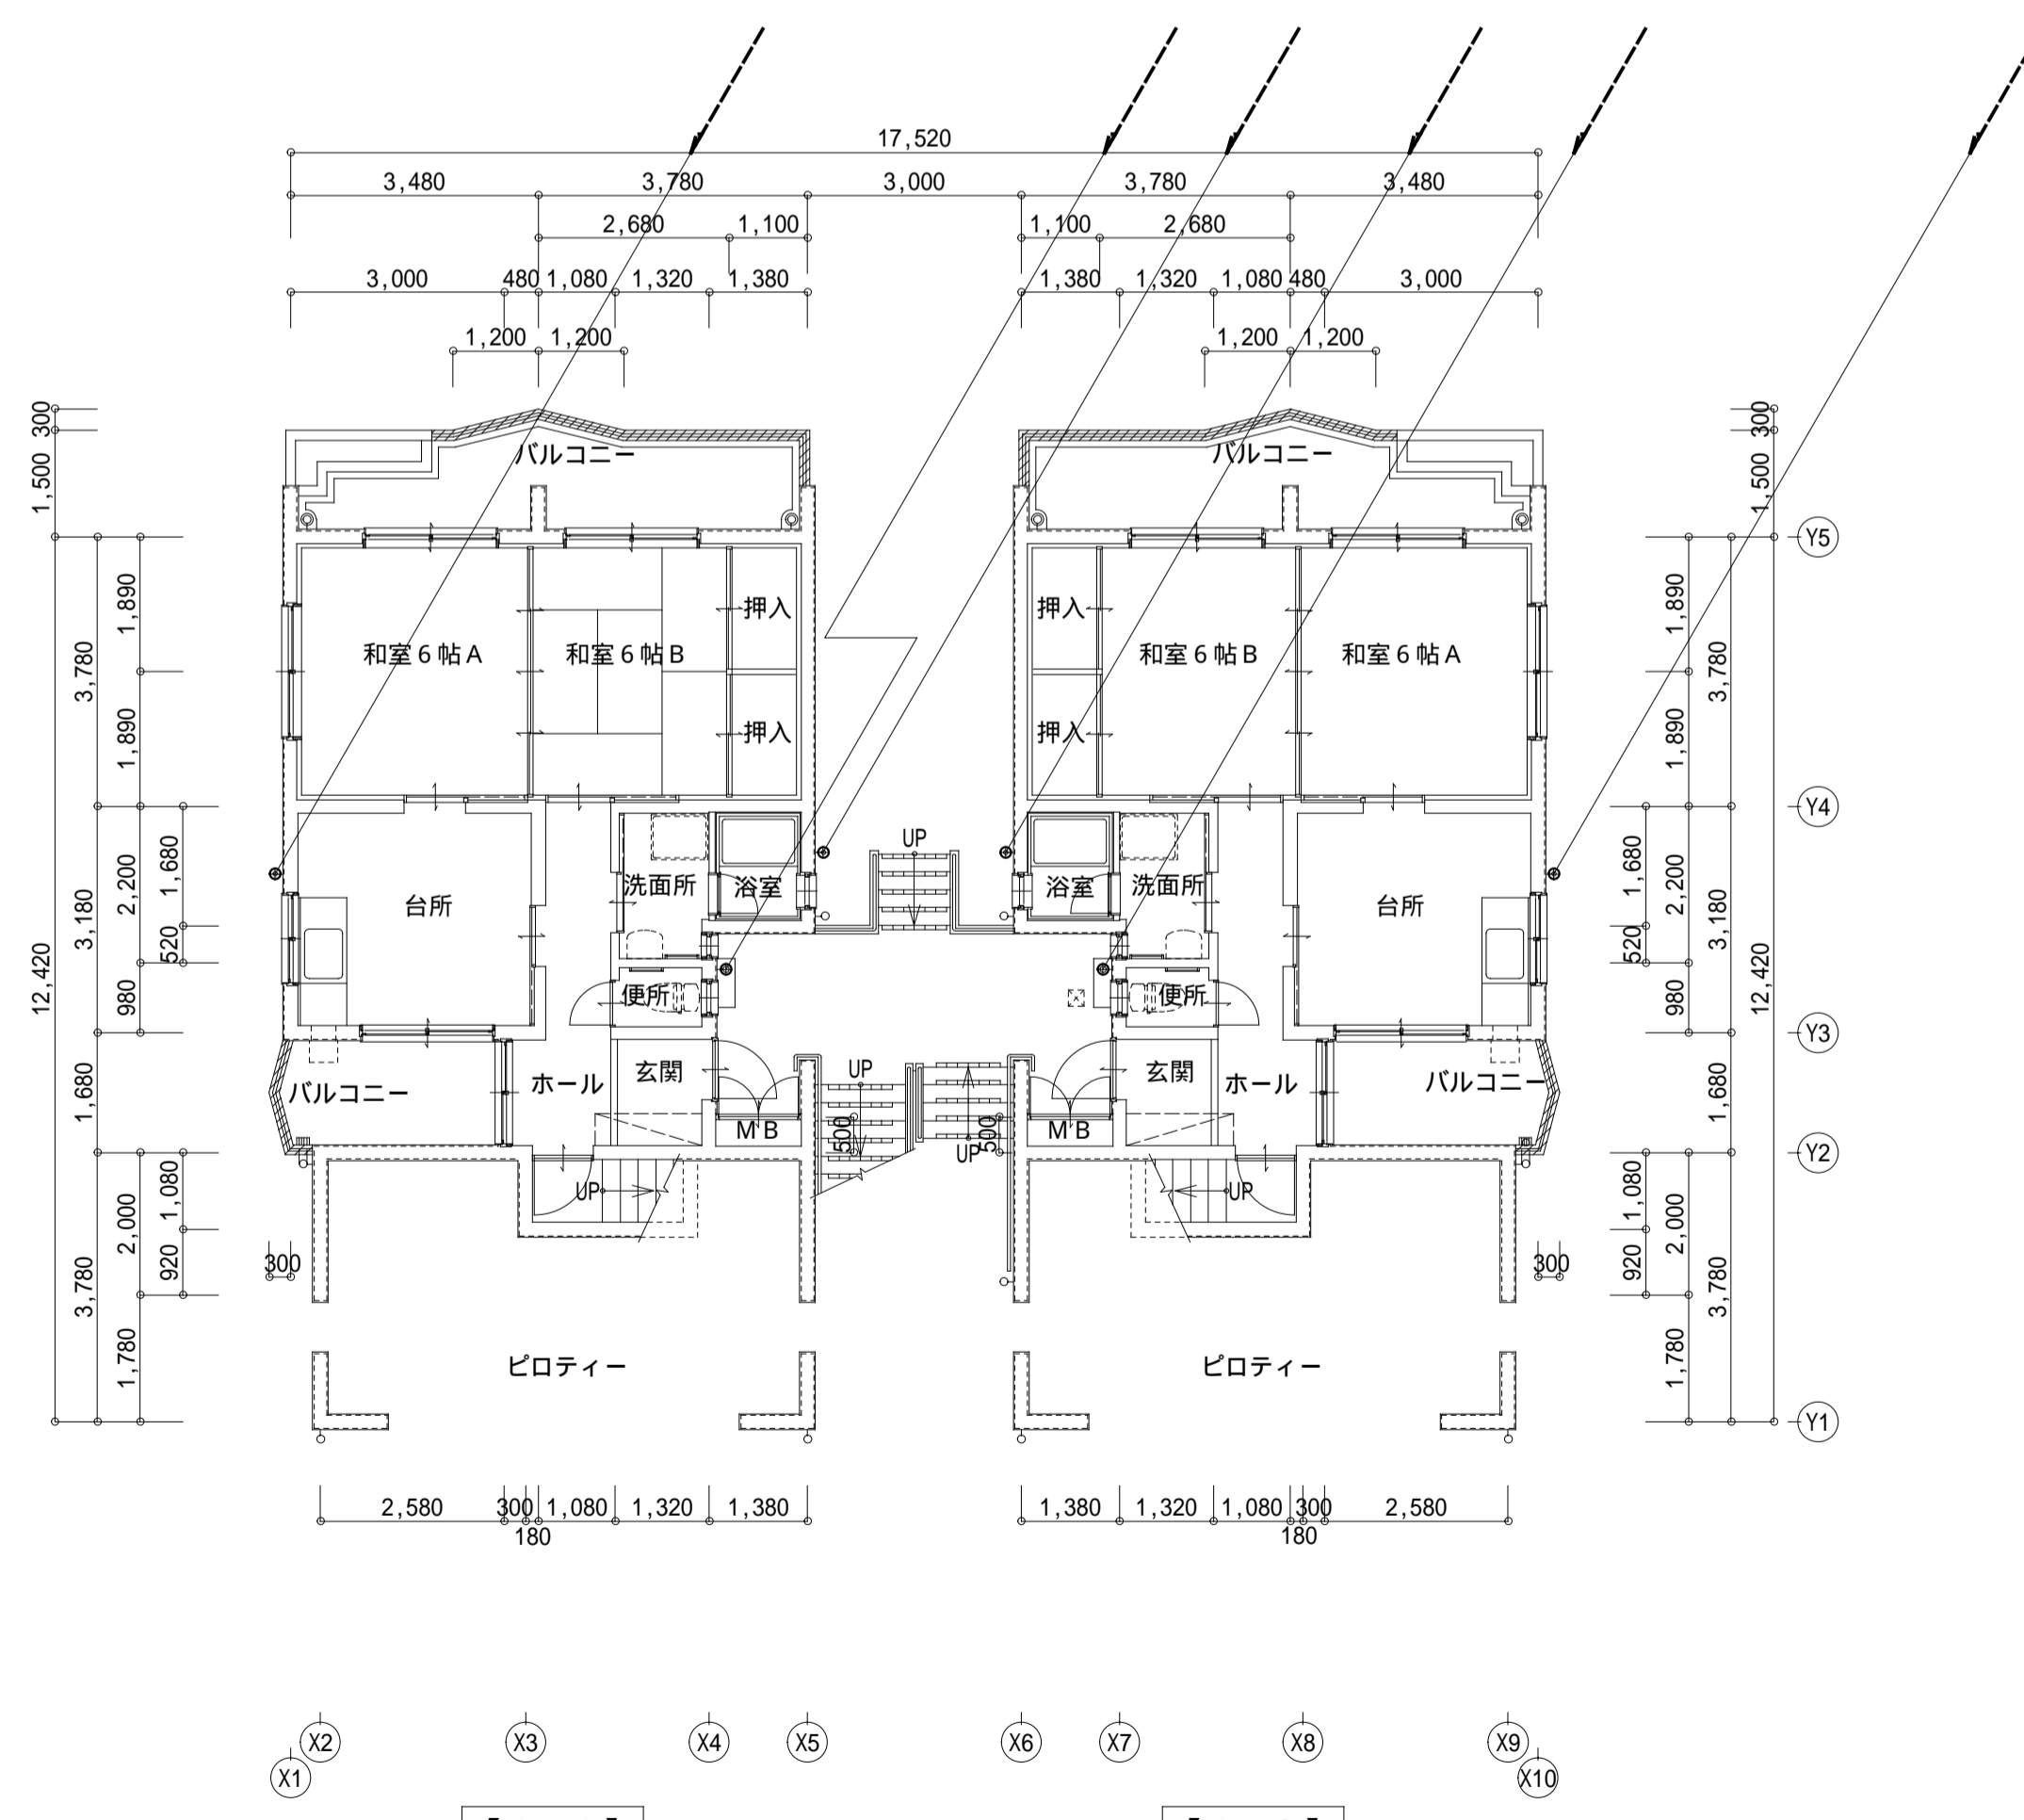 17,520
3,480 3,780 3,000 3,780 3,480
2,680 1,100 1,100 2,680
3,000 480 1,080 1,320 1,380 1,380 1,320 1,080 480 3,000
1,200 1,200 1,200 1,200
300 300
バルコニー バルコニー
1,500 1,500
Y5
1,890 押入 押入 1,890
3,780 和室6帖A 和室6帖B 和室6帖B 和室6帖A 3,780
1,890 押入 押入 1,890
Y4
UP
1,680 洗面所 浴室 浴室 洗面所 1,680
2,200 台所 台所 2,200
3,180 3,180
520 520
12,420 12,420
980 便所 便所 980
Y3
UP
1,680 バルコニー ホール 玄関 玄関 ホール バルコニー 1,680
MB 500 500 MB
UP
Y2
1,080 UP UP 1,080
2,000 2,000
920 300 300 920
3,780 3,780
1,780 ピロティー ピロティー 1,780
Y1
2,580 300 1,080 1,320 1,380 1,380 1,320 1,080 300 2,580
180 180
X2 X3 X4 X5 X6 X7 X8 X9
X1 X10